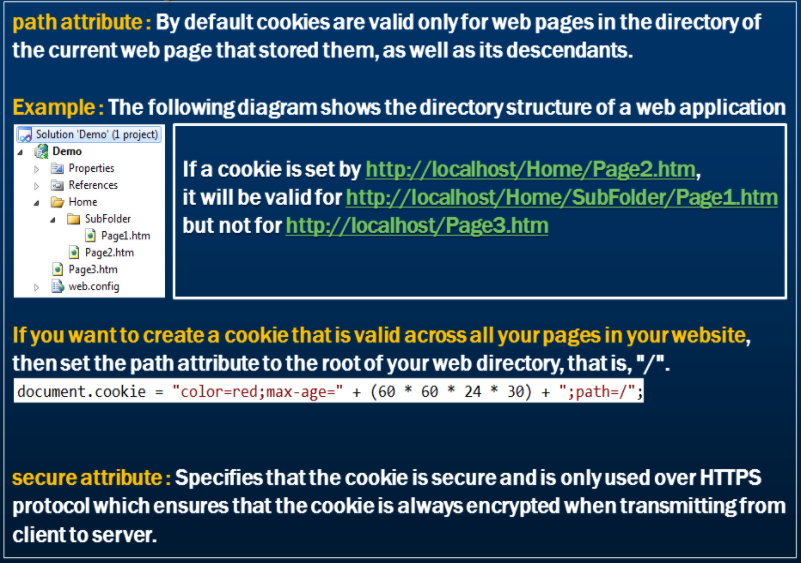 path attribute : By default cookies are valid only for web pages in the directory of
the current web page that stored them, as well as its descendants.
Example : The following diagram shows the directory structure of a web application
Solution 'Demo' (1 project)
Demo
Properties
References
Home
SubFolder
Page1.htm
Page2.htm
Page3.htm
web.config
If a cookie is set by http://localhost/Home/Page2.htm,
it will be valid for http://localhost/Home/SubFolder/Page1.htm
but not for http://localhost/Page3.htm
If you want to create a cookie that is valid across all your pages in your website,
then set the path attribute to the root of your web directory, that is, "/".
document.cookie = "color=red;max-age=" + (60 * 60 * 24 * 30) + ";path=/";
secure attribute : Specifies that the cookie is secure and is only used over HTTPS
protocol which ensures that the cookie is always encrypted when transmitting from
client to server.